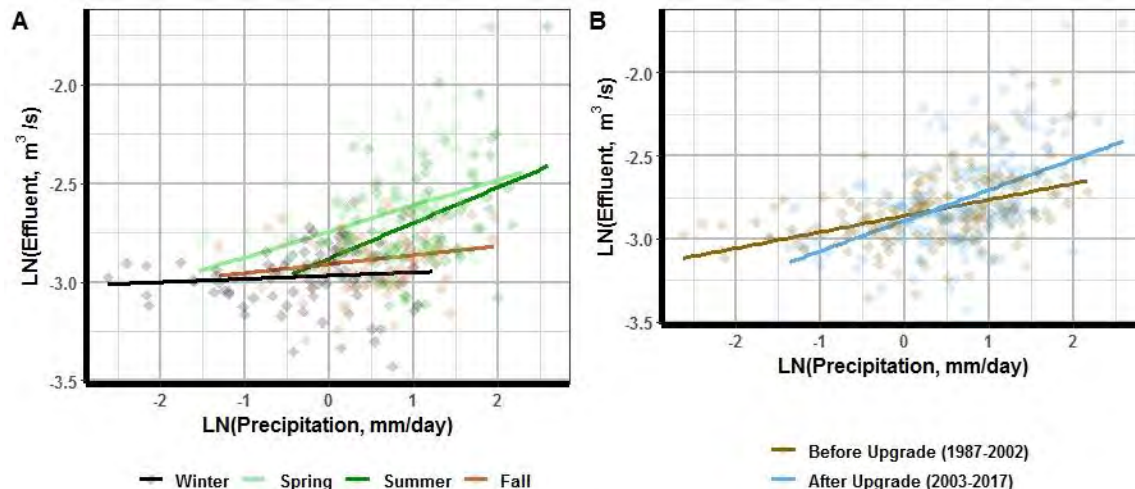 A
LN(Effluent, m³ /s)
-2.0
-2.5
-3.0
-3.5
-2
-1
0
1
2
LN(Precipitation, mm/day)
Winter
Spring
Summer
Fall
B
LN(Effluent, m³ /s)
-2.0
-2.5
-3.0
-3.5
-2
-1
0
1
2
LN(Precipitation, mm/day)
Before Upgrade (1987-2002)
After Upgrade (2003-2017)